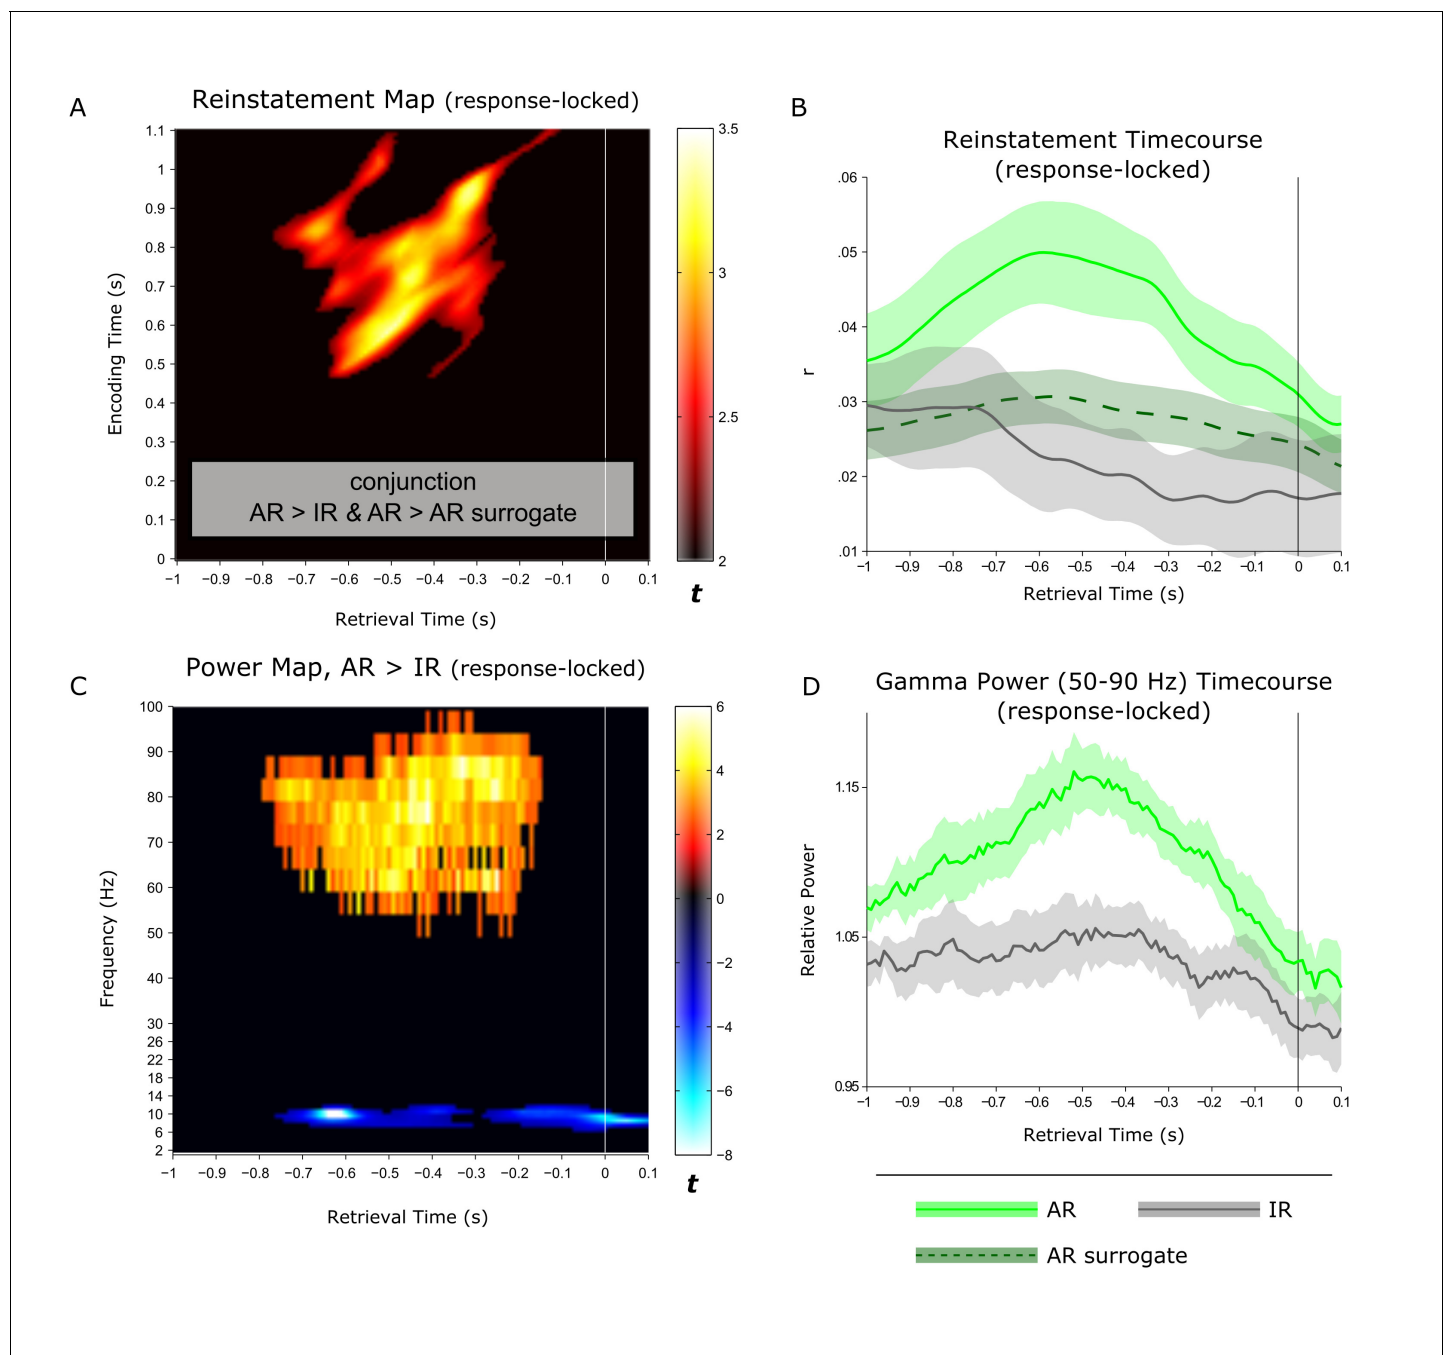 A
Reinstatement Map (response-locked)
1.1
1
0.9
0.8
0.7
0.6
0.5
0.4
0.3
0.2
0.1
0
Encoding Time (s)
conjunction
AR > IR & AR > AR surrogate
−1 −0.9 −0.8 −0.7 −0.6 −0.5 −0.4 −0.3 −0.2 −0.1 0 0.1
Retrieval Time (s)
3.5
3
2.5
2
t
B
Reinstatement Timecourse
(response-locked)
.06
.05
.04
.03
.02
.01
r
−1 −0.9 −0.8 −0.7 −0.6 −0.5 −0.4 −0.3 −0.2 −0.1 0 0.1
Retrieval Time (s)
C
Power Map, AR > IR (response-locked)
100
90
80
70
60
50
40
30
26
22
18
14
10
6
2
Frequency (Hz)
−1 −0.9 −0.8 −0.7 −0.6 −0.5 −0.4 −0.3 −0.2 −0.1 0 0.1
Retrieval Time (s)
6
4
2
0
−2
−4
−6
−8
t
D
Gamma Power (50-90 Hz) Timecourse
(response-locked)
1.15
1.05
0.95
Relative Power
−1 −0.9 −0.8 −0.7 −0.6 −0.5 −0.4 −0.3 −0.2 −0.1 0 0.1
Retrieval Time (s)
AR
IR
AR surrogate